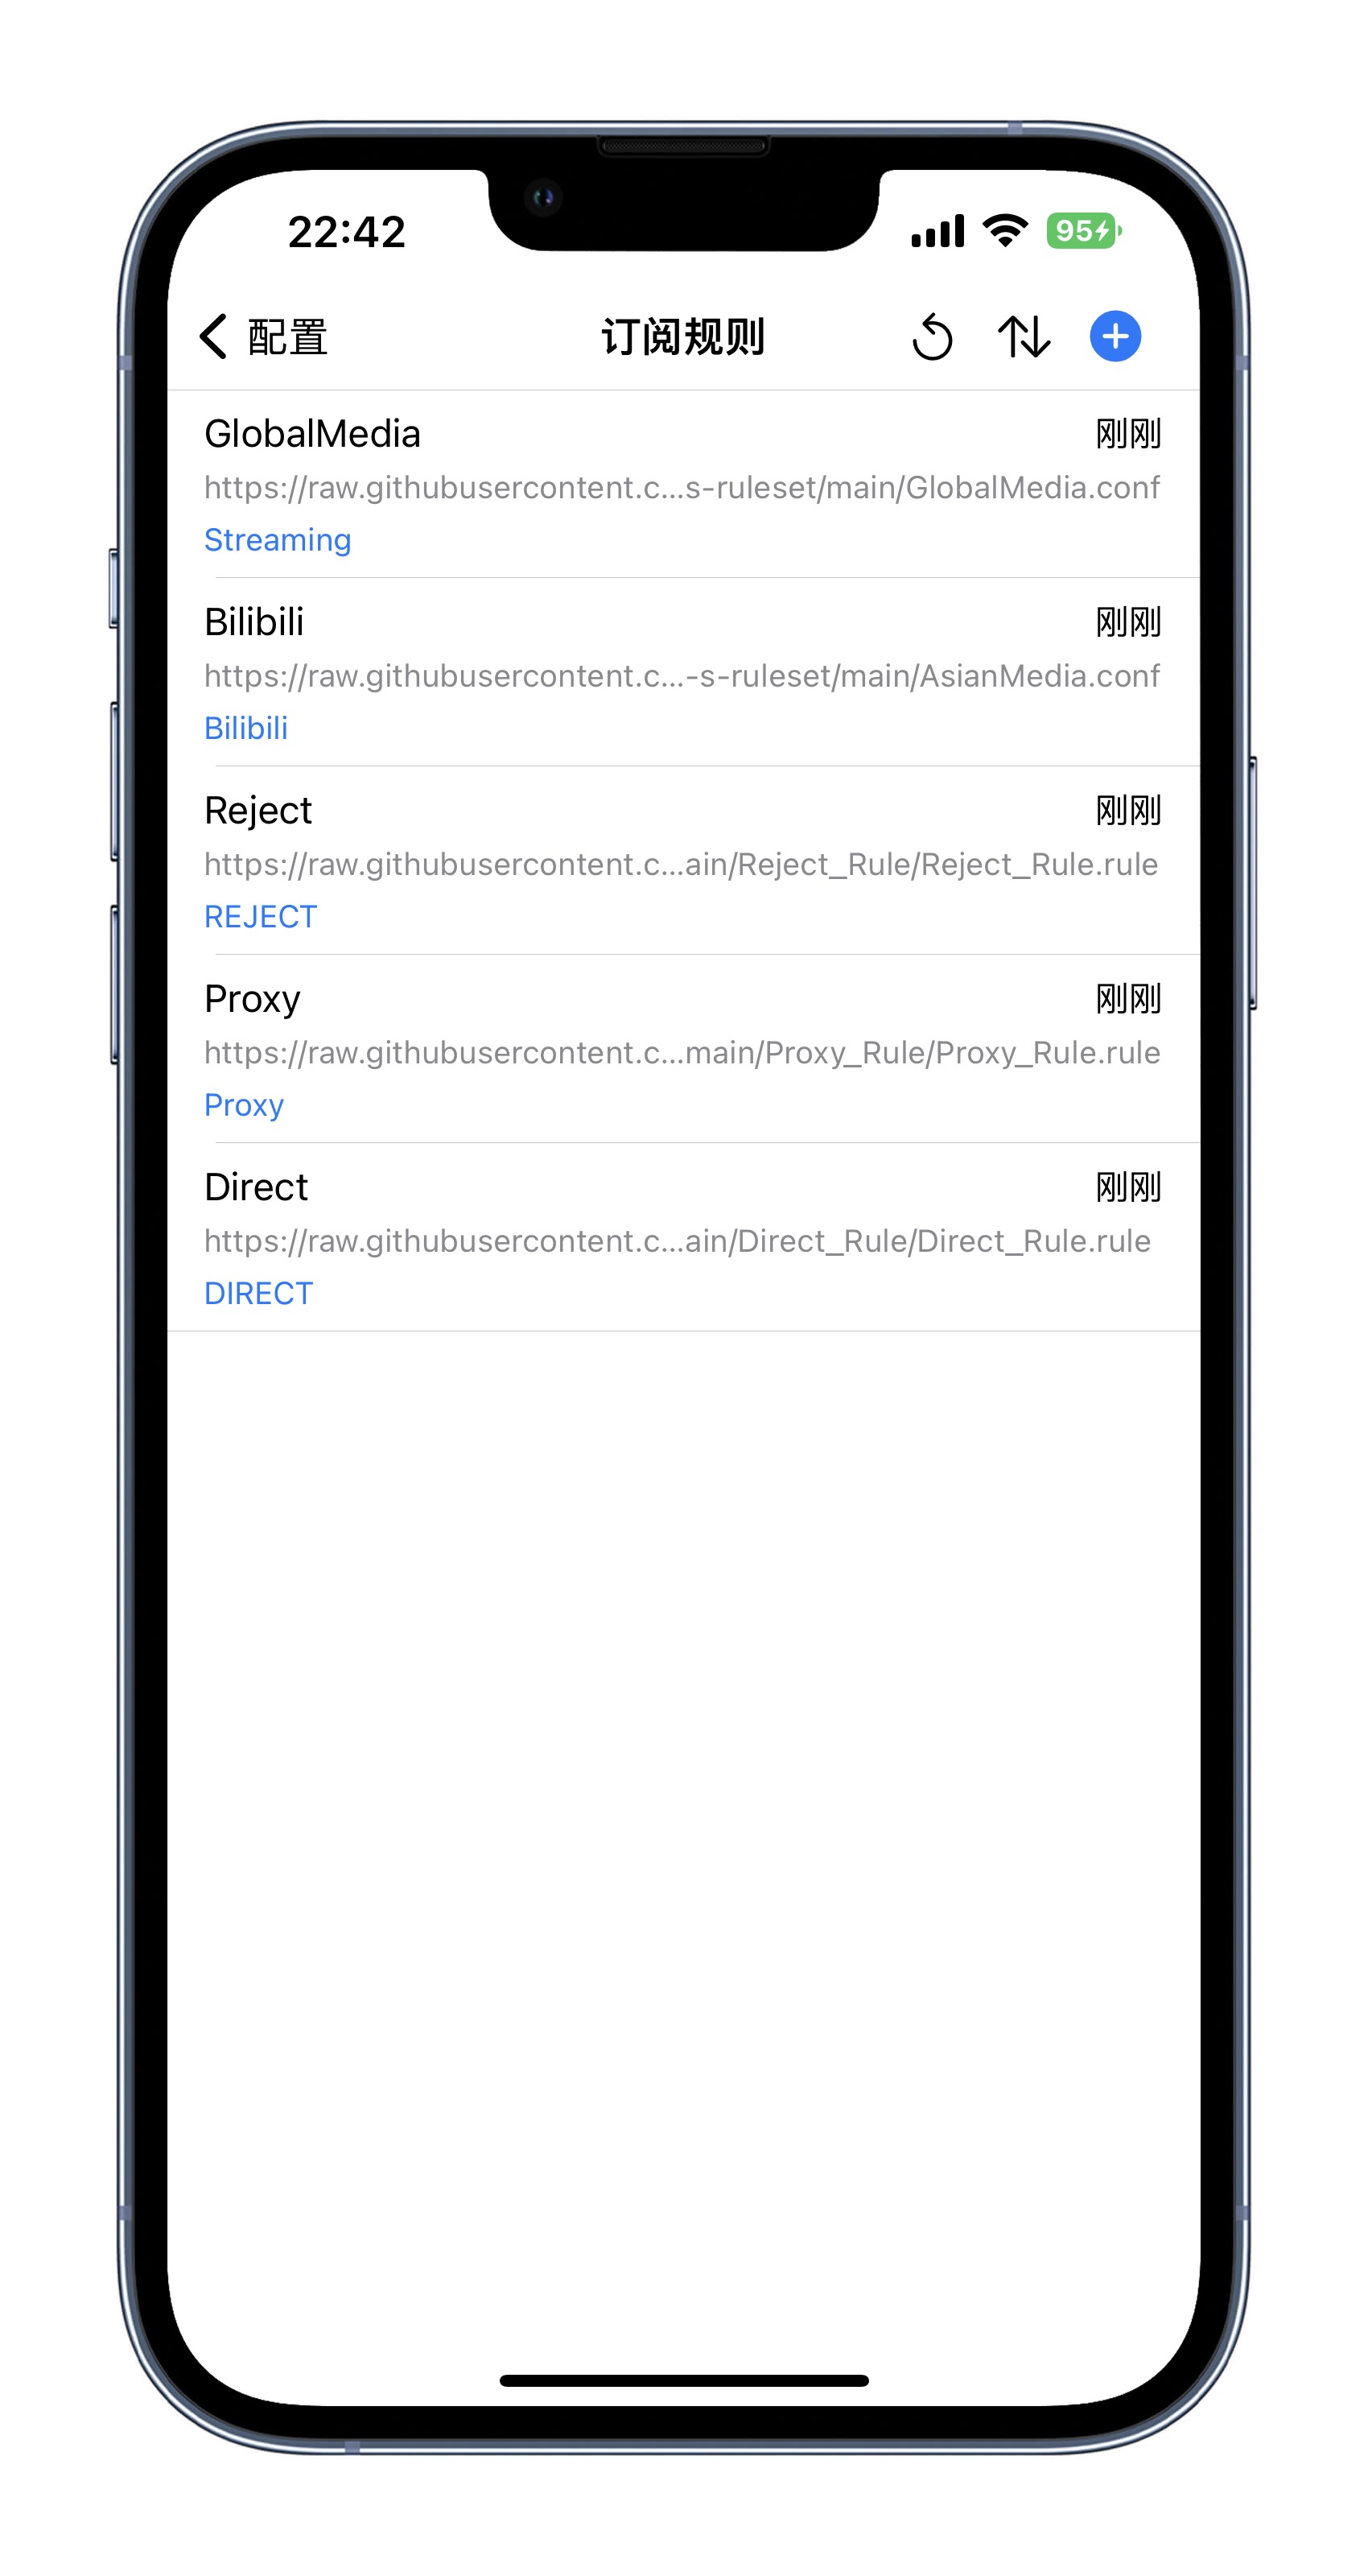 22:42
95
配置
订阅规则
GlobalMedia 刚刚
https://raw.githubusercontent.c...s-ruleset/main/GlobalMedia.conf
Streaming
Bilibili 刚刚
https://raw.githubusercontent.c...-s-ruleset/main/AsianMedia.conf
Bilibili
Reject 刚刚
https://raw.githubusercontent.c...ain/Reject_Rule/Reject_Rule.rule
REJECT
Proxy 刚刚
https://raw.githubusercontent.c...main/Proxy_Rule/Proxy_Rule.rule
Proxy
Direct 刚刚
https://raw.githubusercontent.c...ain/Direct_Rule/Direct_Rule.rule
DIRECT